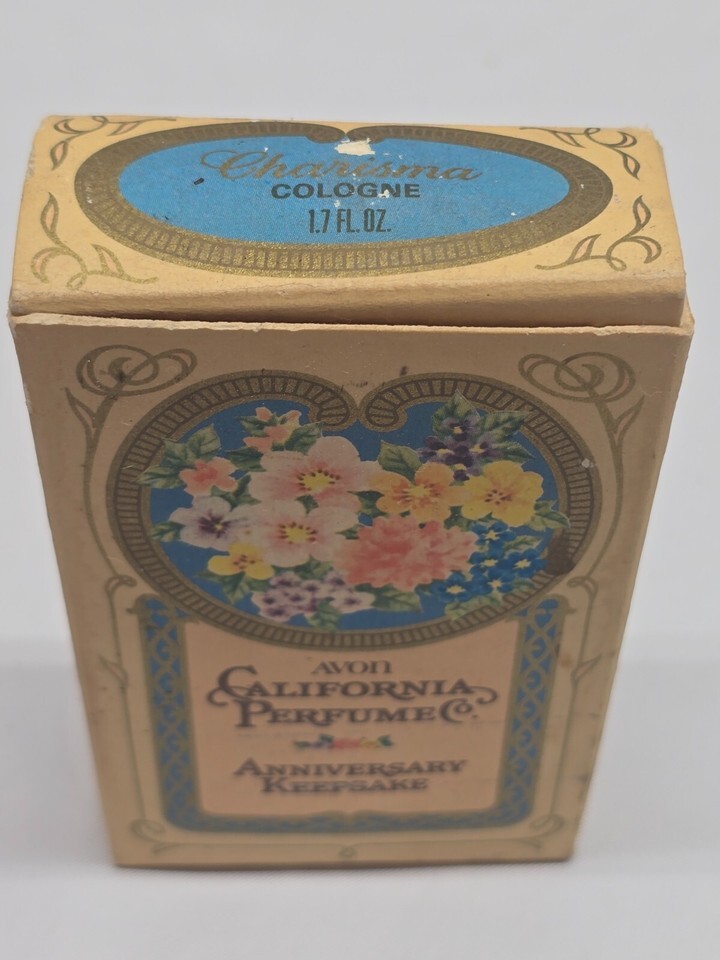 Charisma
COLOGNE
1.7 FL. OZ.
AVON
CALIFORNIA
PERFUME CO.
ANNIVERSARY
KEEPSAKE